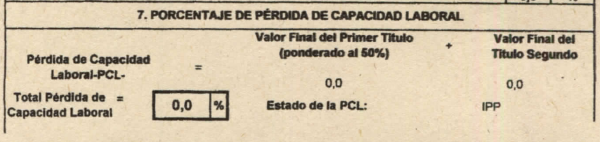 7. PORCENTAJE DE PÉRDIDA DE CAPACIDAD LABORAL
Valor Final del Primer Título + Valor Final del
(ponderado al 50%) Título Segundo
Pérdida de Capacidad =
Laboral-PCL-
0,0 0,0
Total Pérdida de = 0,0 % Estado de la PCL: IPP
Capacidad Laboral